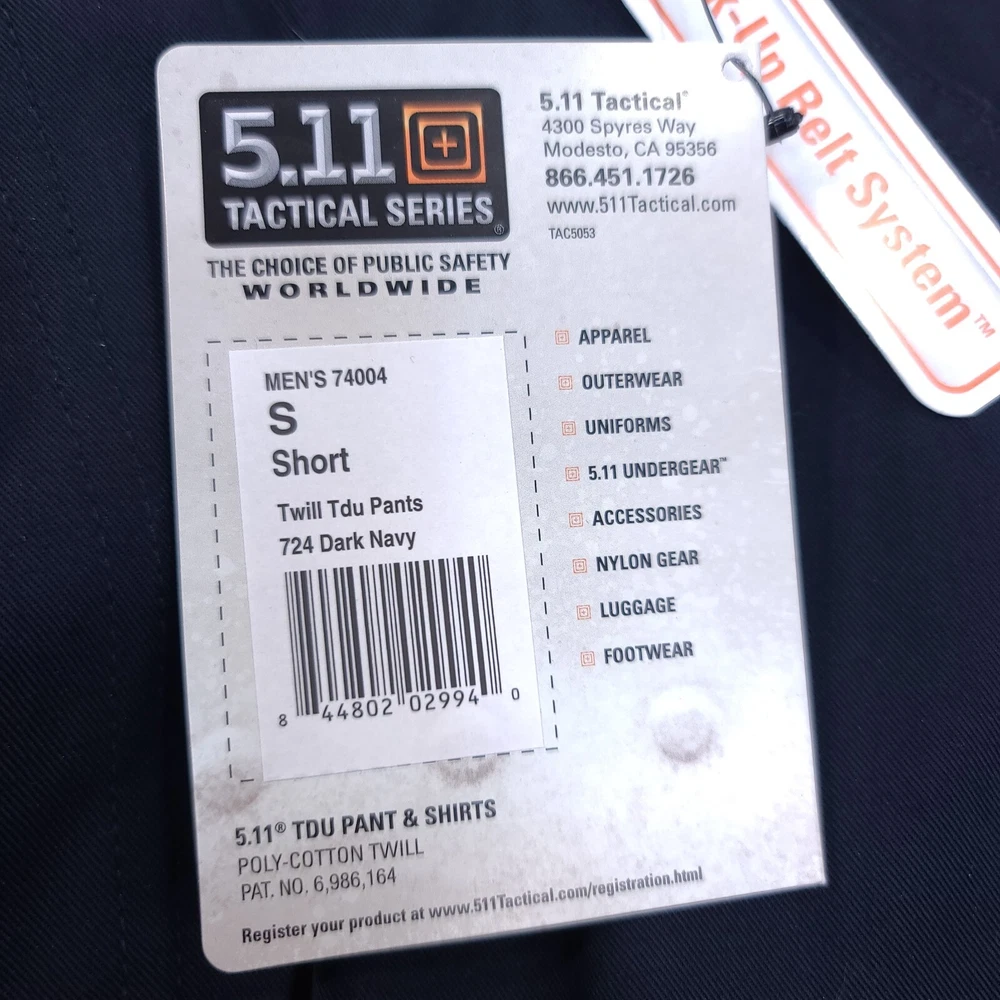 5.11
TACTICAL SERIES®
THE CHOICE OF PUBLIC SAFETY
WORLDWIDE
5.11 Tactical®
4300 Spyres Way
Modesto, CA 95356
866.451.1726
www.511Tactical.com
TAC5053
MEN'S 74004
S
Short
Twill Tdu Pants
724 Dark Navy
8 44802 02994 0
APPAREL
OUTERWEAR
UNIFORMS
5.11 UNDERGEAR™
ACCESSORIES
NYLON GEAR
LUGGAGE
FOOTWEAR
5.11® TDU PANT & SHIRTS
POLY-COTTON TWILL
PAT. NO. 6,986,164
Register your product at www.511Tactical.com/registration.html
Belt System™